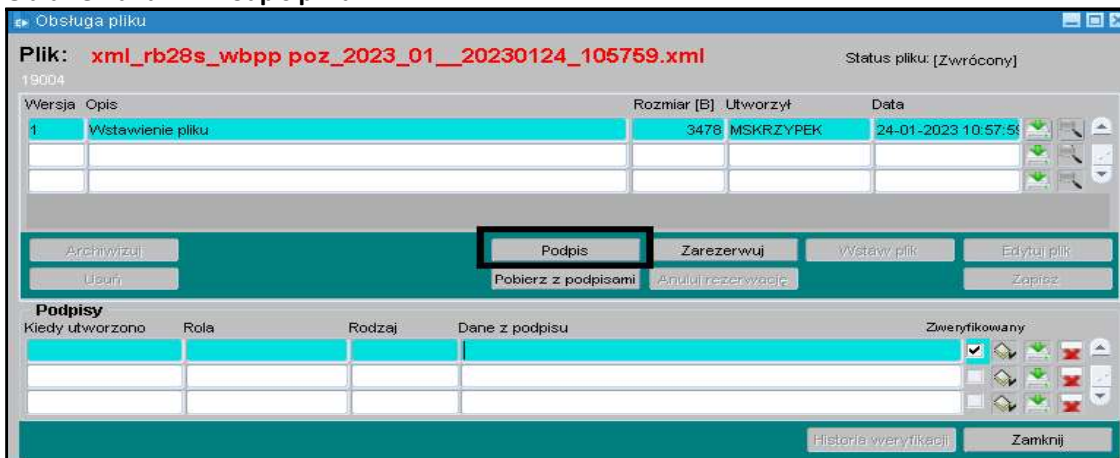 Obsługa pliku
Plik: xml_rb28s_wbpp poz_2023_01__20230124_105759.xml Status pliku: [Zwrócony]
19004
Wersja Opis Rozmiar [B] Utworzył Data
1 Wstawienie pliku 3478 MSKRZYPEK 24-01-2023 10:57:59
Archiwizuj Podpis Zarezerwuj Wstaw plik Edytuj plik
Usuń Pobierz z podpisami Anuluj rezerwację Zapisz
Podpisy
Kiedy utworzono Rola Rodzaj Dane z podpisu Zweryfikowany
Historia weryfikacji Zamknij